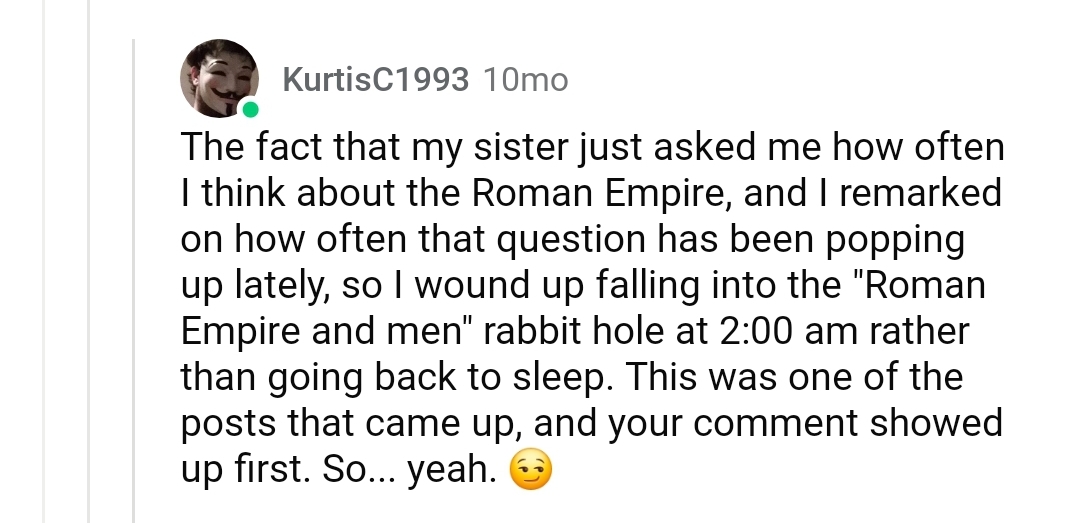 KurtisC1993 10mo
The fact that my sister just asked me how often
I think about the Roman Empire, and I remarked
on how often that question has been popping
up lately, so I wound up falling into the "Roman
Empire and men" rabbit hole at 2:00 am rather
than going back to sleep. This was one of the
posts that came up, and your comment showed
up first. So... yeah. 😏